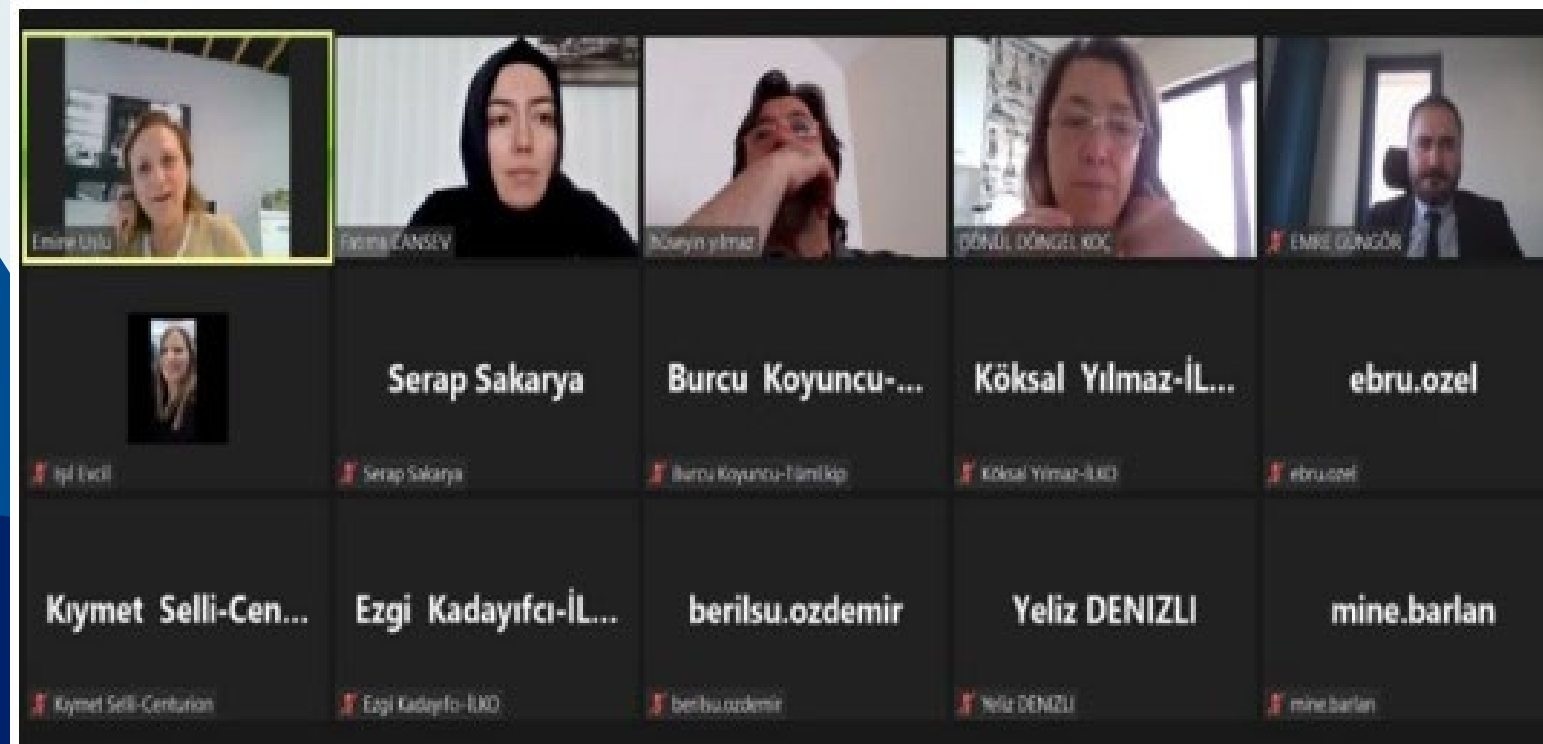 Emine Uslu
Fatma CANSEV
hüseyin yılmaz
DÖNÜL DÖNGEL KOÇ
EMRE GÜNGÖR
Işıl Evcil
Serap Sakarya
Serap Sakarya
Burcu Koyuncu-...
Burcu Koyuncu-TümEkip
Köksal Yılmaz-İL...
Köksal Yılmaz-İLKO
ebru.ozel
ebru.ozel
Kıymet Selli-Cen...
Kıymet Selli-Centurion
Ezgi Kadayıfcı-İL...
Ezgi Kadayıfcı-İLKO
berilsu.ozdemir
berilsu.ozdemir
Yeliz DENIZLI
Yeliz DENIZLI
mine.barlan
mine.barlan